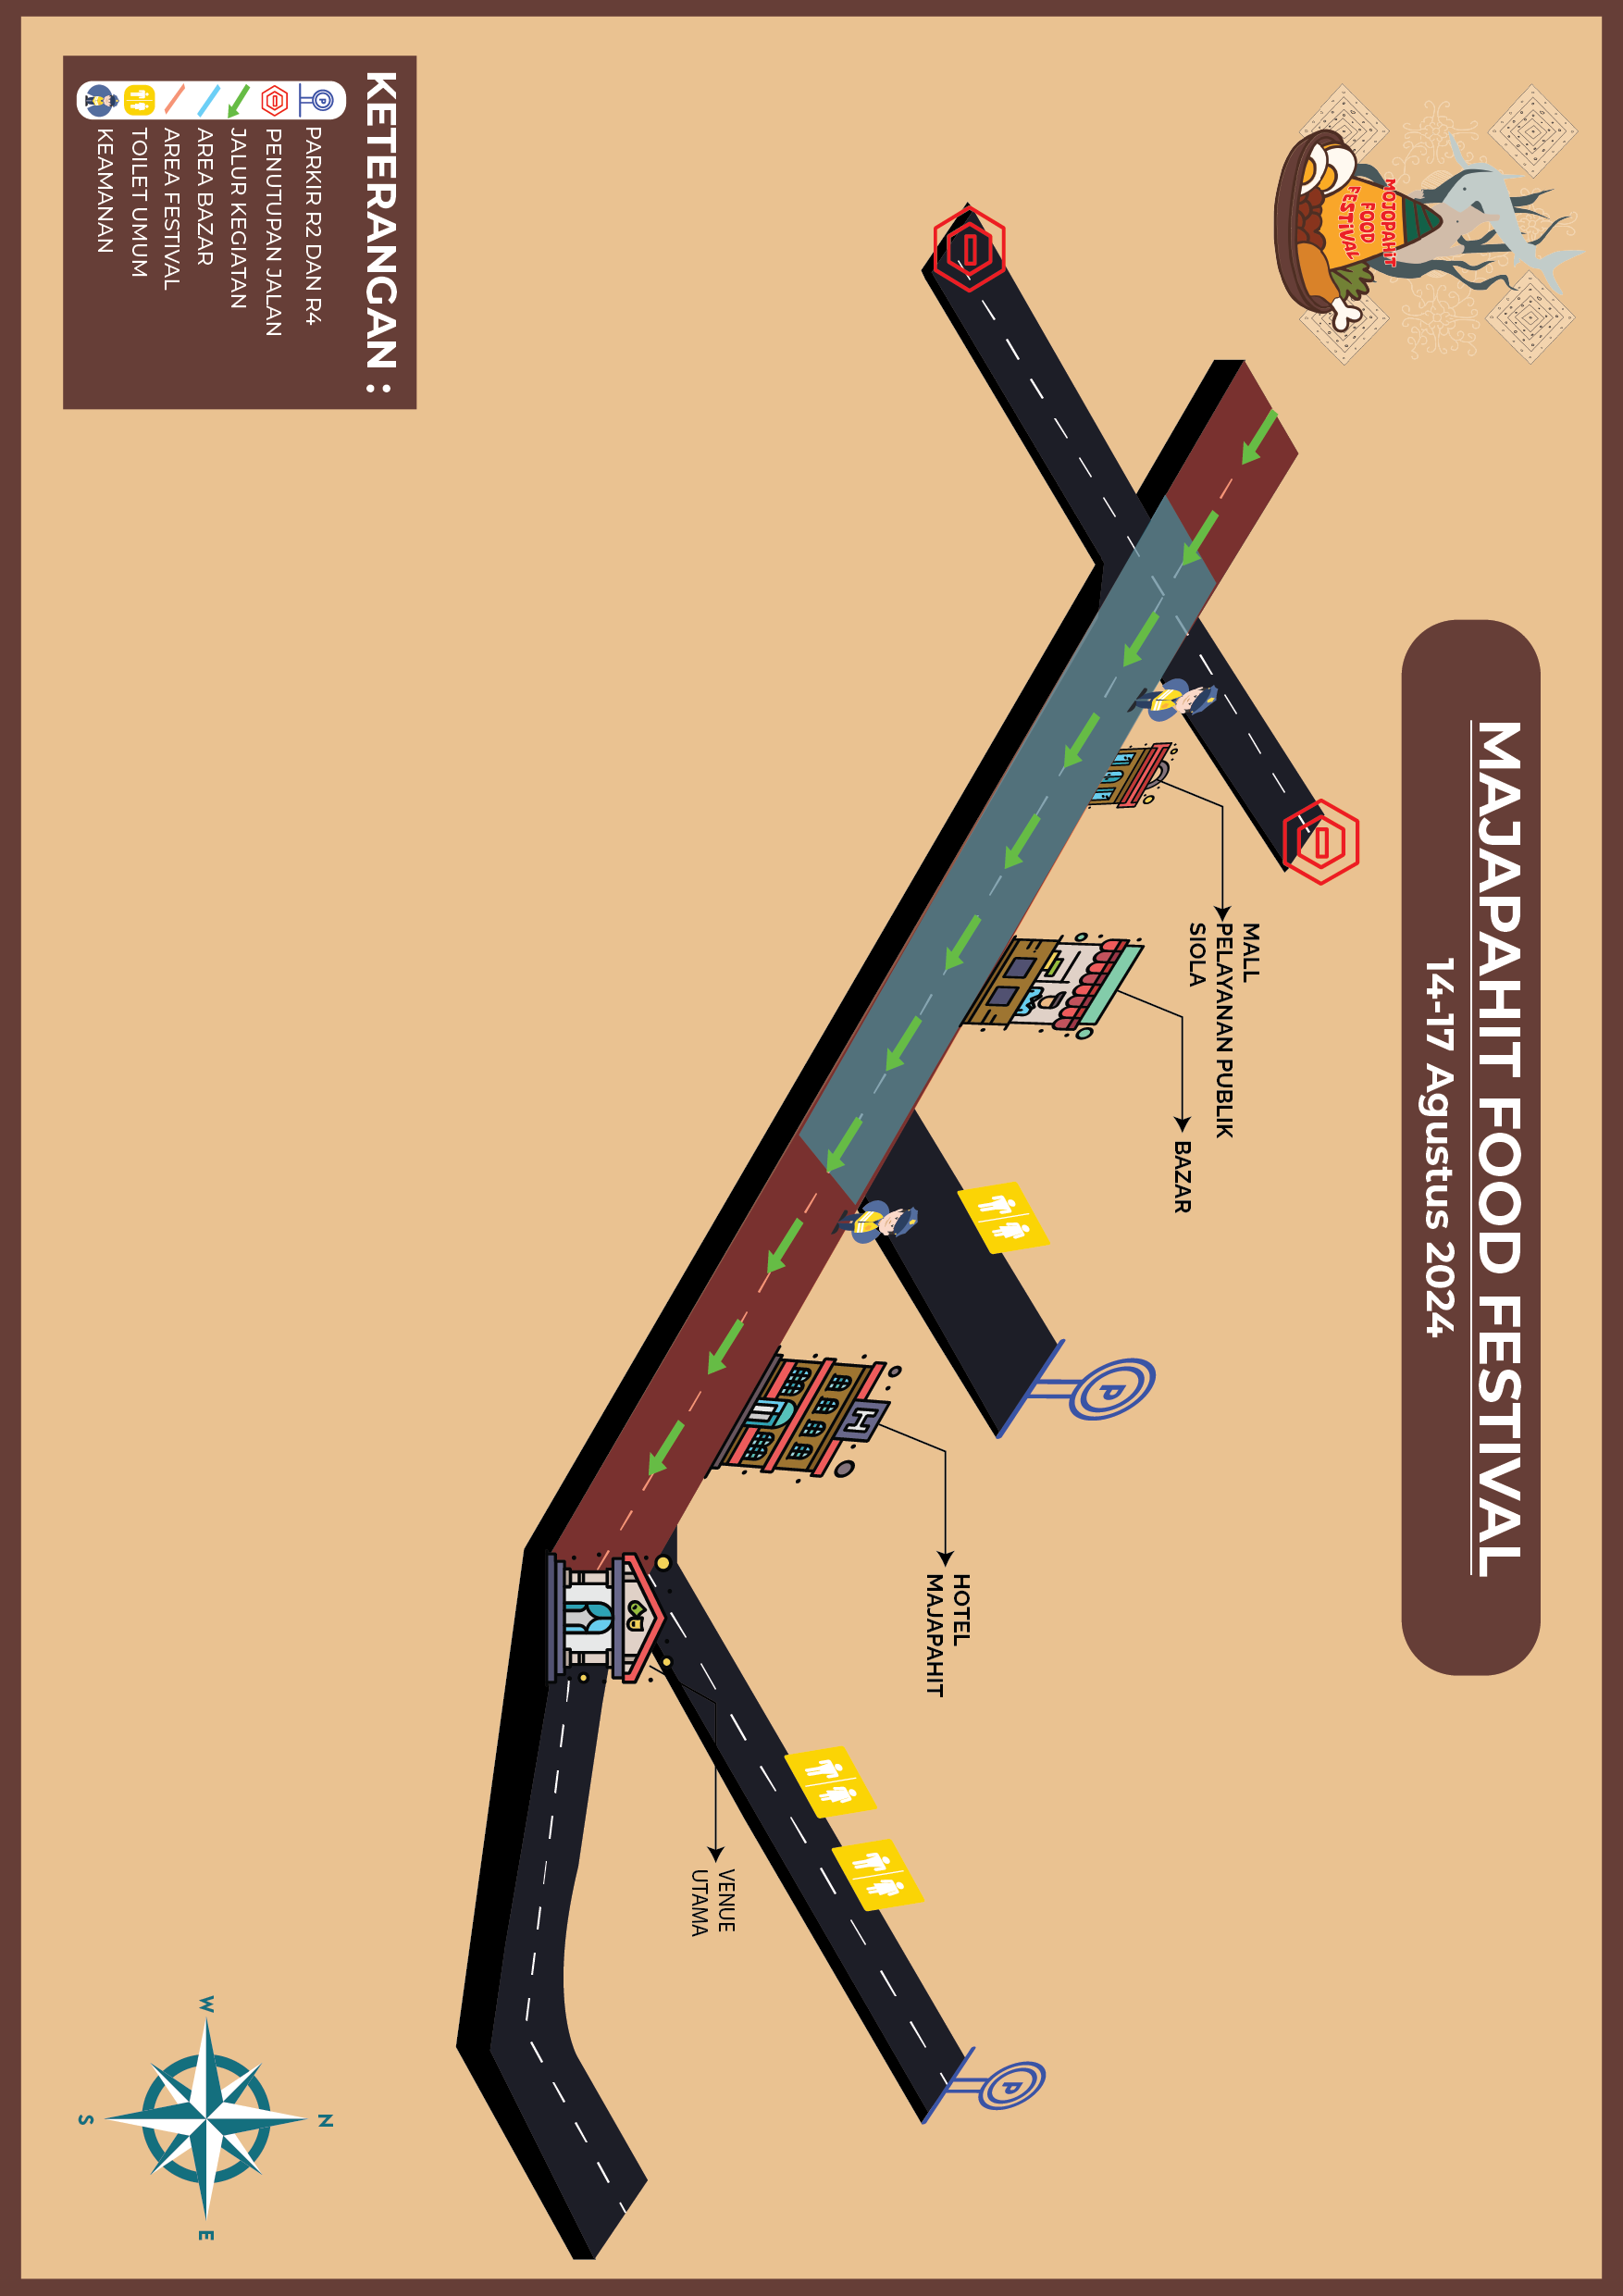 MOJOPAHIT
FOOD
FESTIVAL
MAJAPAHIT FOOD FESTIVAL
14-17 Agustus 2024
MALL
PELAYANAN PUBLIK
SIOLA
BAZAR
P
H
HOTEL
MAJAPAHIT
VENUE
UTAMA
P
KETERANGAN :
P
PARKIR R2 DAN R4
PENUTUPAN JALAN
JALUR KEGIATAN
AREA BAZAR
AREA FESTIVAL
TOILET UMUM
KEAMANAN
N
W
E
S